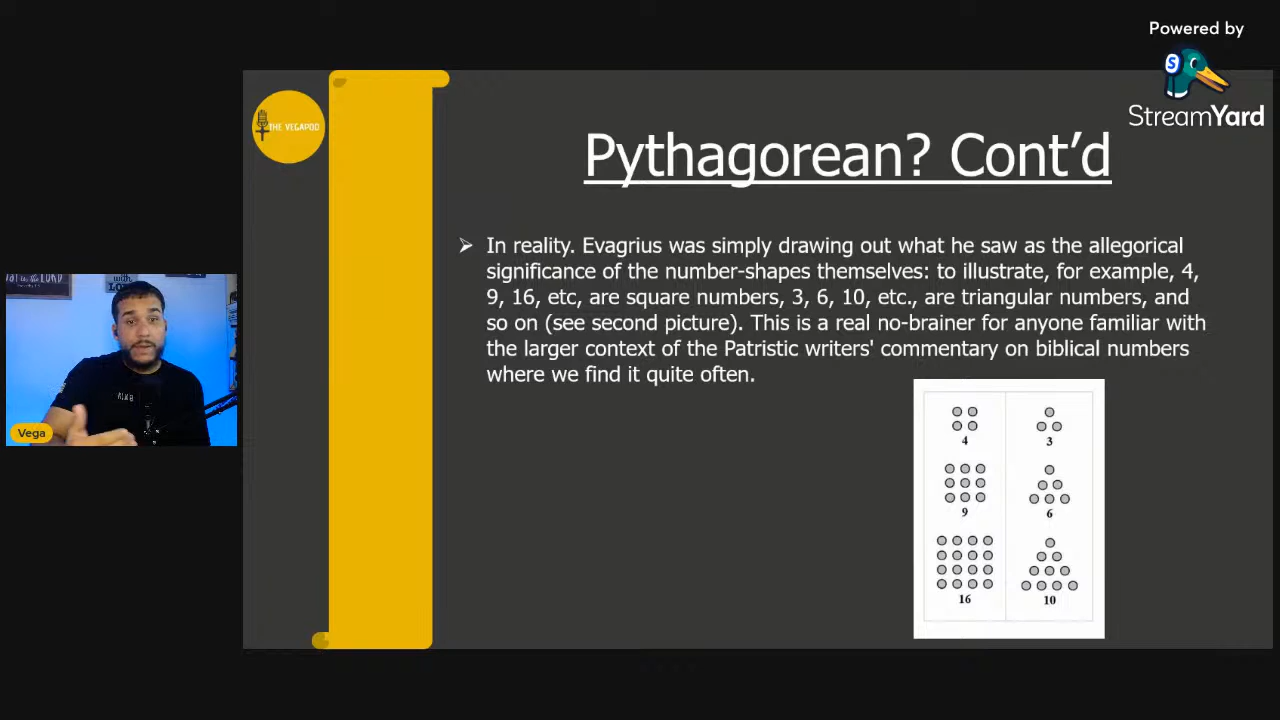 Powered by
StreamYard
THE VEGAPOD
Pythagorean? Cont’d
➢ In reality. Evagrius was simply drawing out what he saw as the allegorical
significance of the number-shapes themselves: to illustrate, for example, 4,
9, 16, etc, are square numbers, 3, 6, 10, etc., are triangular numbers, and
so on (see second picture). This is a real no-brainer for anyone familiar with
the larger context of the Patristic writers' commentary on biblical numbers
where we find it quite often.
4
3
9
6
16
10
Vega